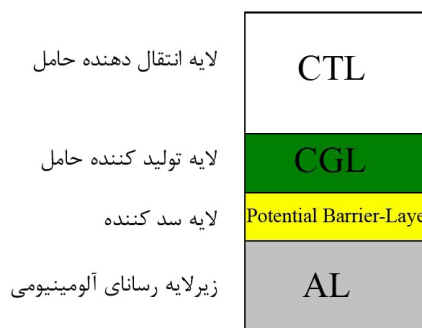 لایه انتقال دهنده حامل
CTL
لایه تولید کننده حامل
CGL
لایه سد کننده
Potential Barrier-Laye
زیرلایه رسانای آلومینیومی
AL